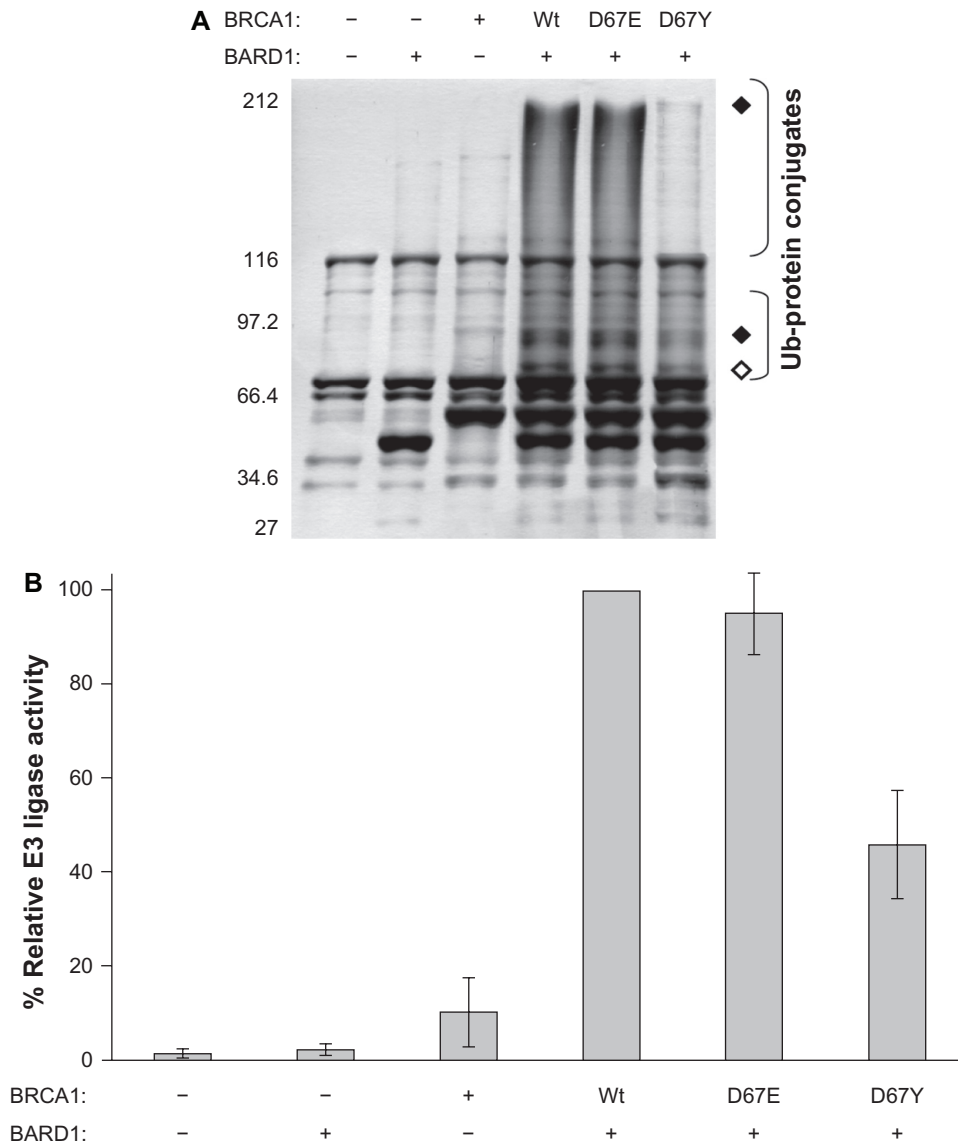 A BRCA1: – – + Wt D67E D67Y
BARD1: – + – + + +
212
116
97.2
66.4
34.6
27
Ub-protein conjugates
B
% Relative E3 ligase activity
100
80
60
40
20
0
BRCA1: – – + Wt D67E D67Y
BARD1: – + – + + +